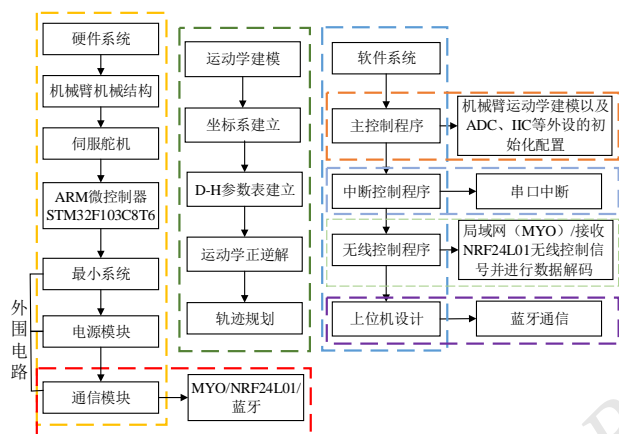 硬件系统
机械臂机械结构
伺服舵机
ARM微控制器
STM32F103C8T6
最小系统
电源模块
通信模块
外围电路
MYO/NRF24L01/
蓝牙
运动学建模
坐标系建立
D-H参数表建立
运动学正逆解
轨迹规划
软件系统
主控制程序
机械臂运动学建模以及
ADC、IIC等外设的初
始化配置
中断控制程序
串口中断
无线控制程序
局域网（MYO）/接收
NRF24L01无线控制信
号并进行数据解码
上位机设计
蓝牙通信